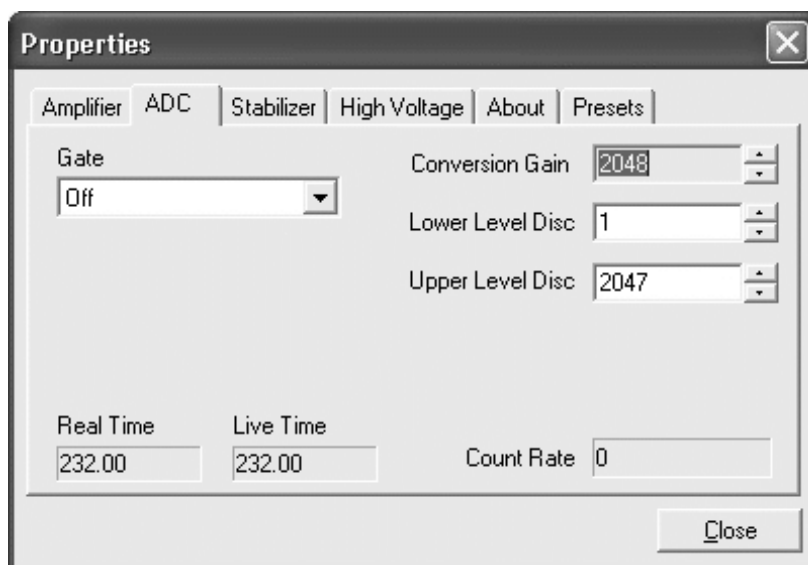 Properties
Amplifier ADC Stabilizer High Voltage About Presets
Gate
Off
Conversion Gain 2048
Lower Level Disc 1
Upper Level Disc 2047
Real Time Live Time
232.00 232.00
Count Rate 0
Close